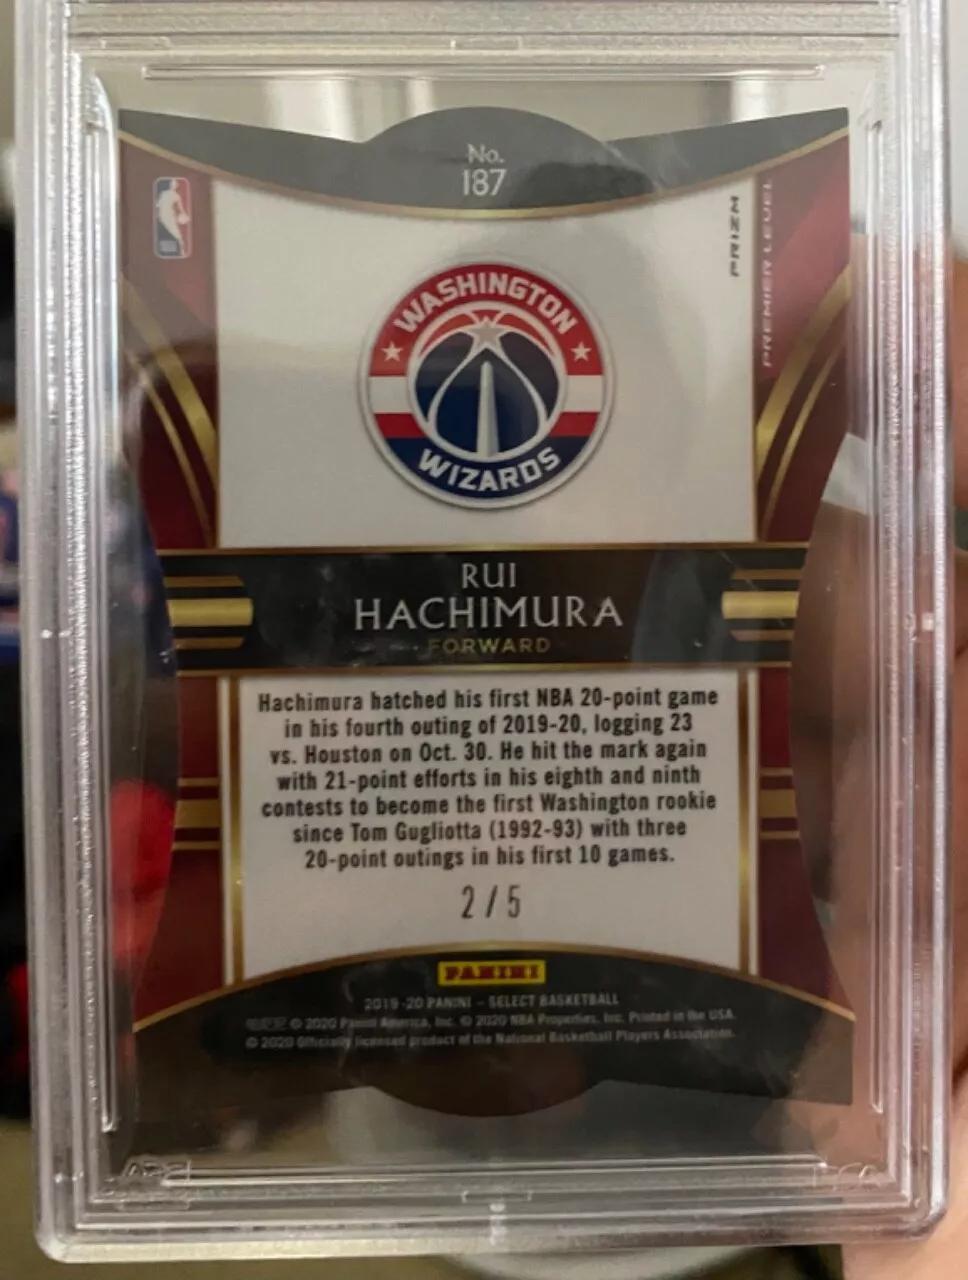 No.
187
PRIZM
PREMIER LEVEL
WASHINGTON
WIZARDS
RUI
HACHIMURA
FORWARD
Hachimura hatched his first NBA 20-point game
in his fourth outing of 2019-20, logging 23
vs. Houston on Oct. 30. He hit the mark again
with 21-point efforts in his eighth and ninth
contests to become the first Washington rookie
since Tom Gugliotta (1992-93) with three
20-point outings in his first 10 games.
2 / 5
PANINI
2019-20 PANINI - SELECT BASKETBALL
© 2020 Panini America, Inc. © 2020 NBA Properties, Inc. Printed in the USA.
© 2020 Officially licensed product of the National Basketball Players Association.